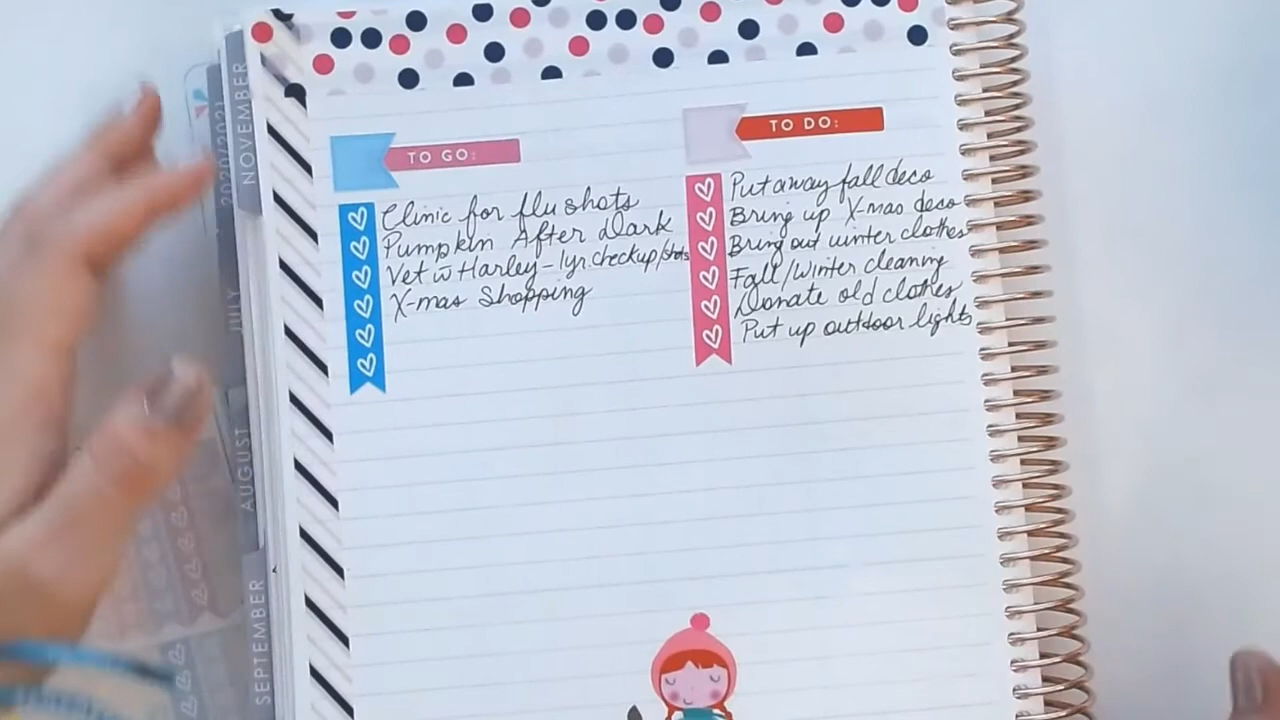 2020/2021
NOVEMBER
JULY
AUGUST
SEPTEMBER
TO GO:
Clinic for flu shots
Pumpkin After Dark
Vet w̄ Harley - 1yr. checkup/shots
X-mas Shopping
TO DO:
Put away fall deco
Bring up X-mas deco
Bring out winter clothes
Fall/Winter cleaning
Donate old clothes
Put up outdoor lights